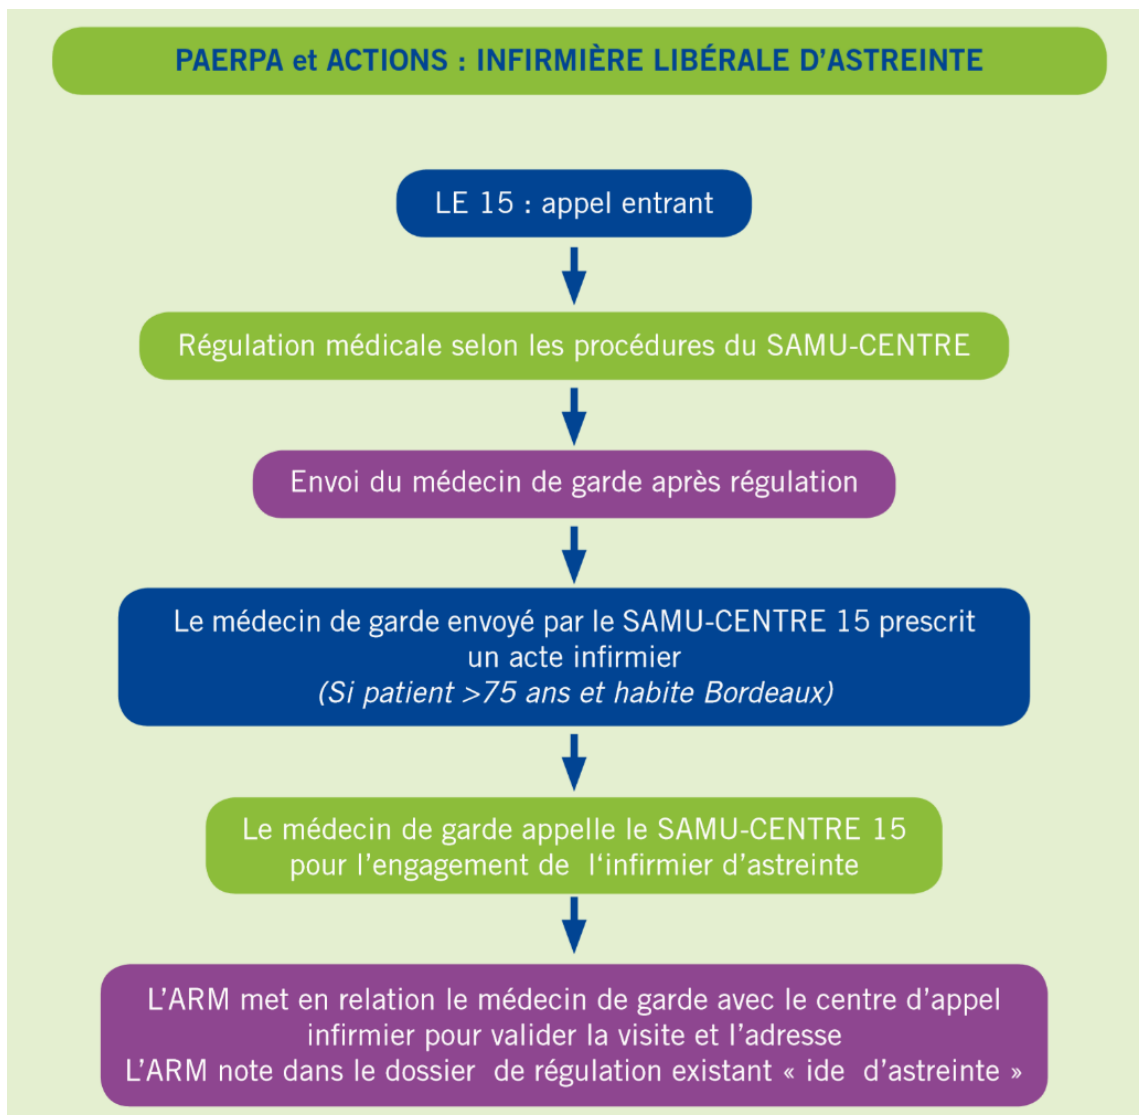 PAERPA et ACTIONS : INFIRMIÈRE LIBÉRALE D’ASTREINTE
LE 15 : appel entrant
Régulation médicale selon les procédures du SAMU-CENTRE
Envoi du médecin de garde après régulation
Le médecin de garde envoyé par le SAMU-CENTRE 15 prescrit
un acte infirmier
(Si patient >75 ans et habite Bordeaux)
Le médecin de garde appelle le SAMU-CENTRE 15
pour l’engagement de l‘infirmier d’astreinte
L’ARM met en relation le médecin de garde avec le centre d’appel
infirmier pour valider la visite et l’adresse
L’ARM note dans le dossier de régulation existant « ide d’astreinte »